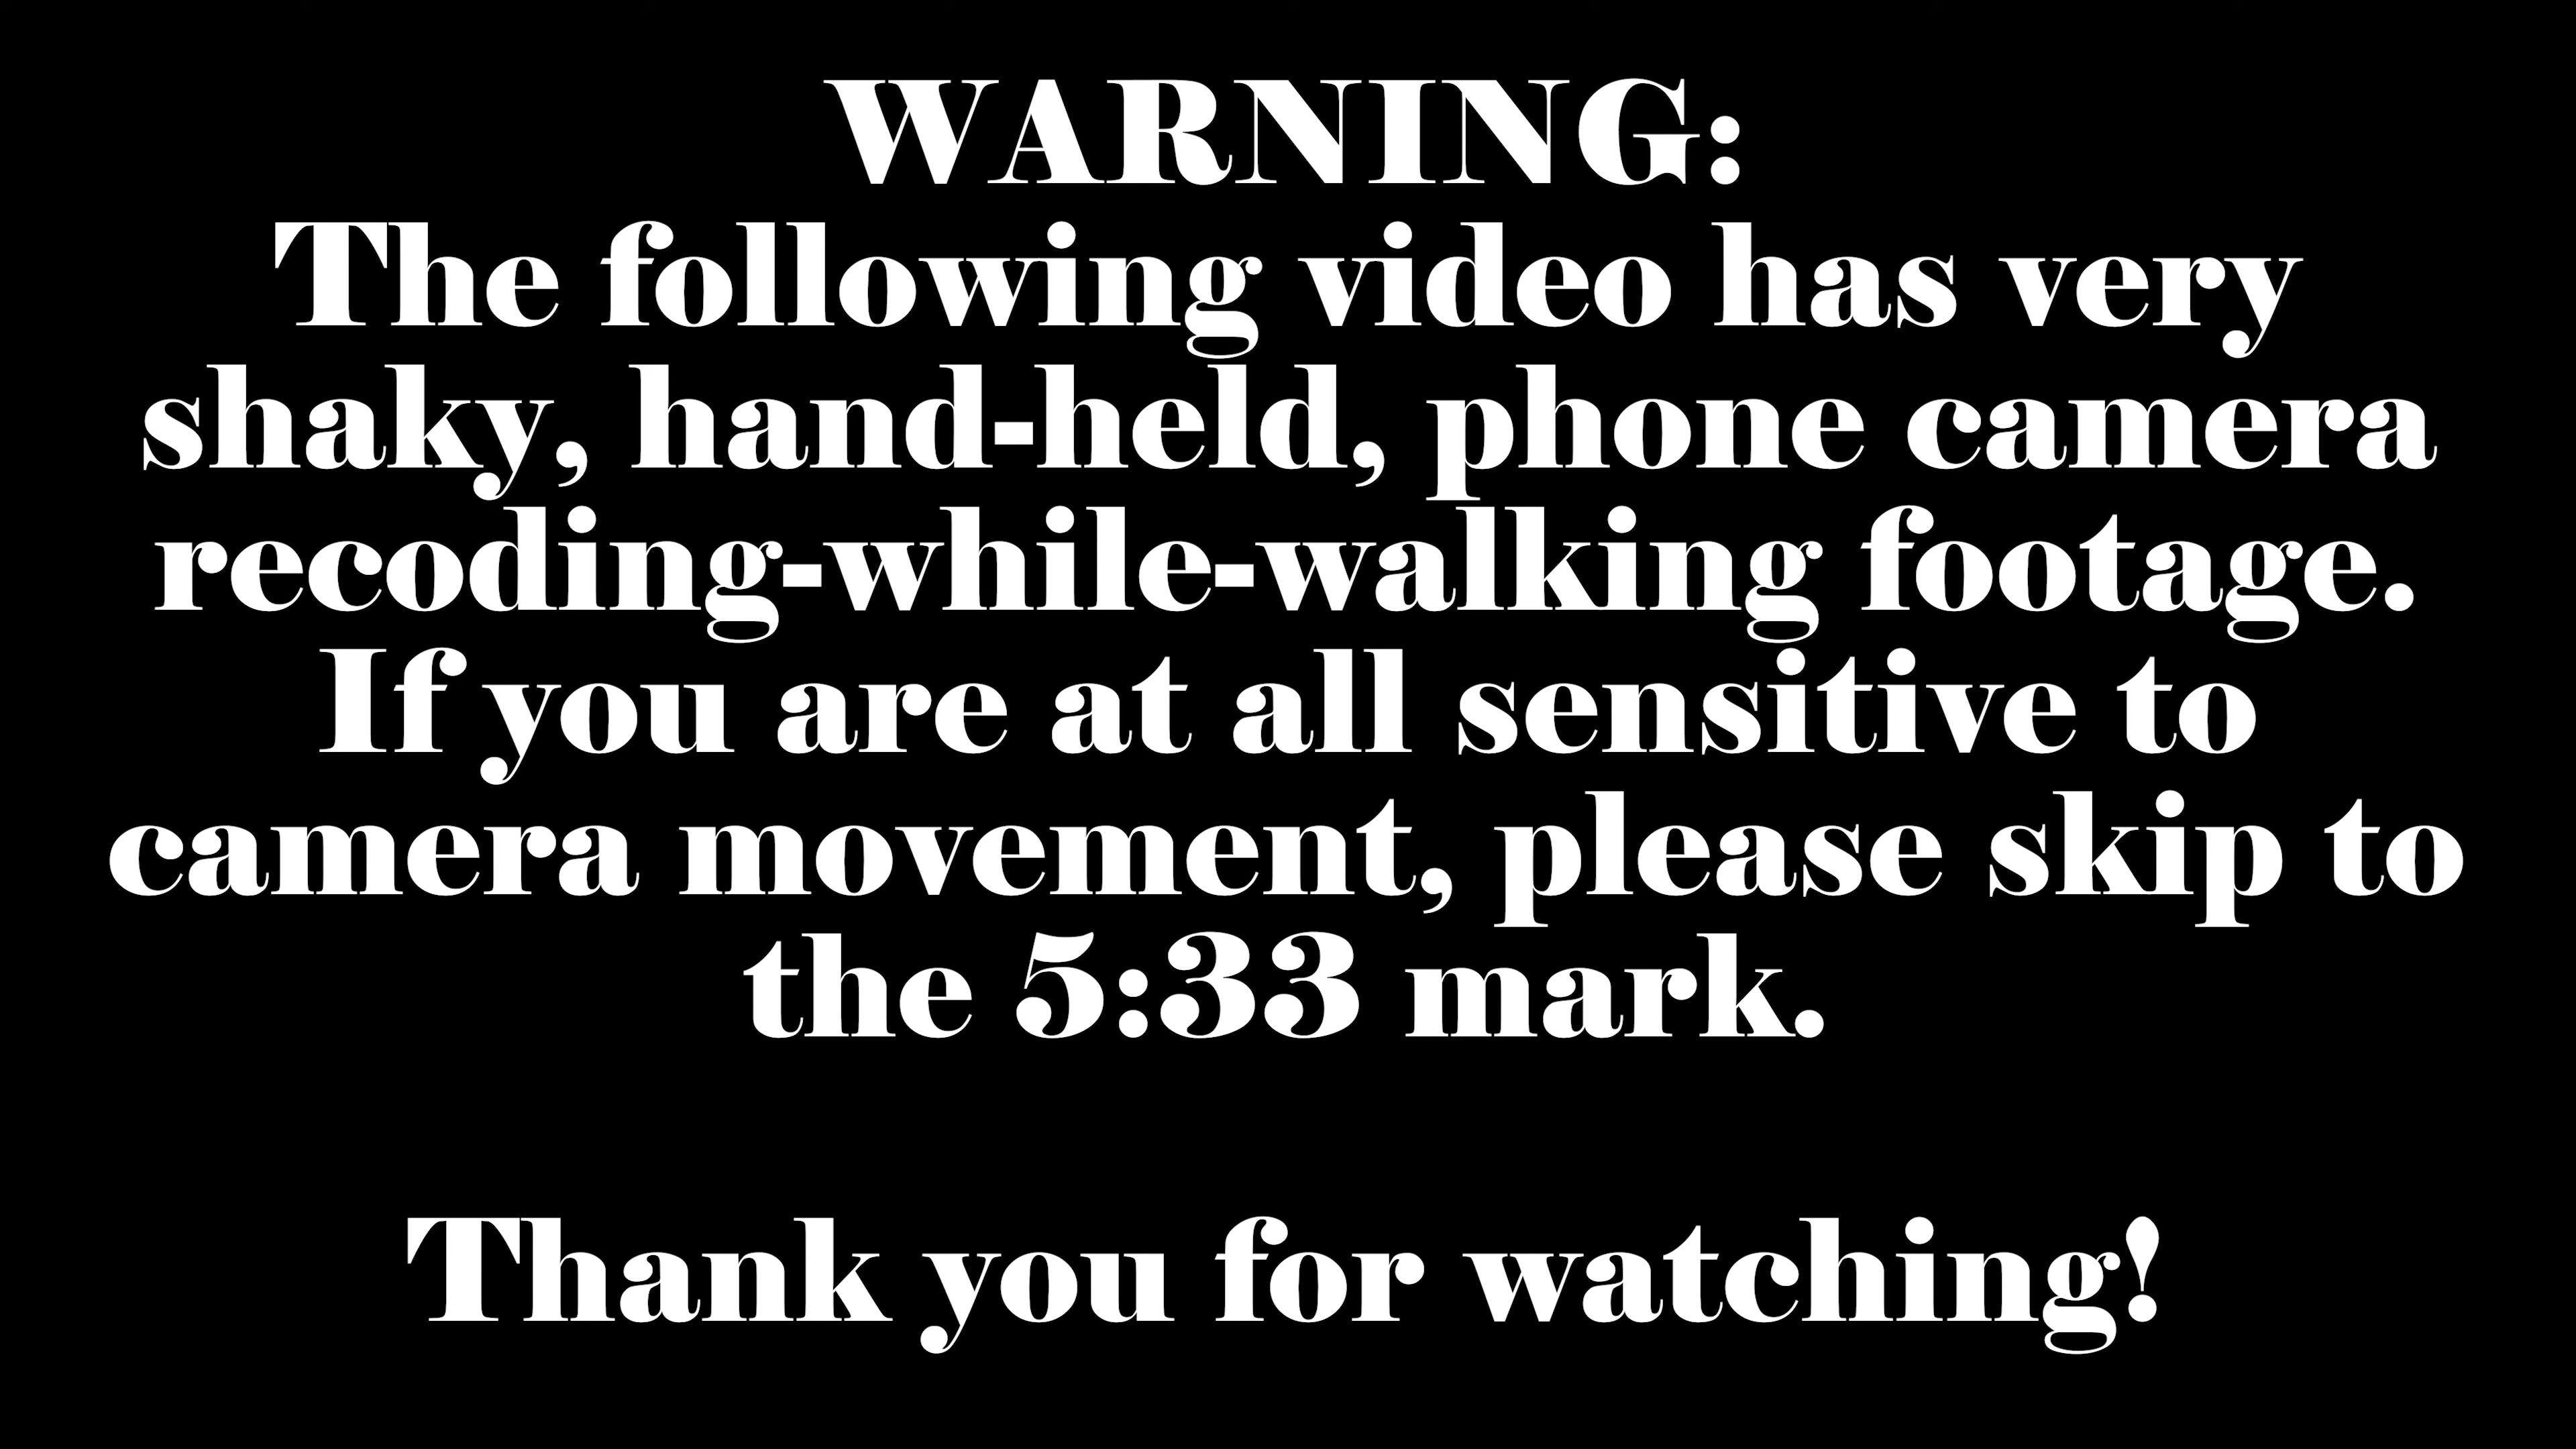 WARNING:
The following video has very
shaky, hand-held, phone camera
recoding-while-walking footage.
If you are at all sensitive to
camera movement, please skip to
the 5:33 mark.
Thank you for watching!